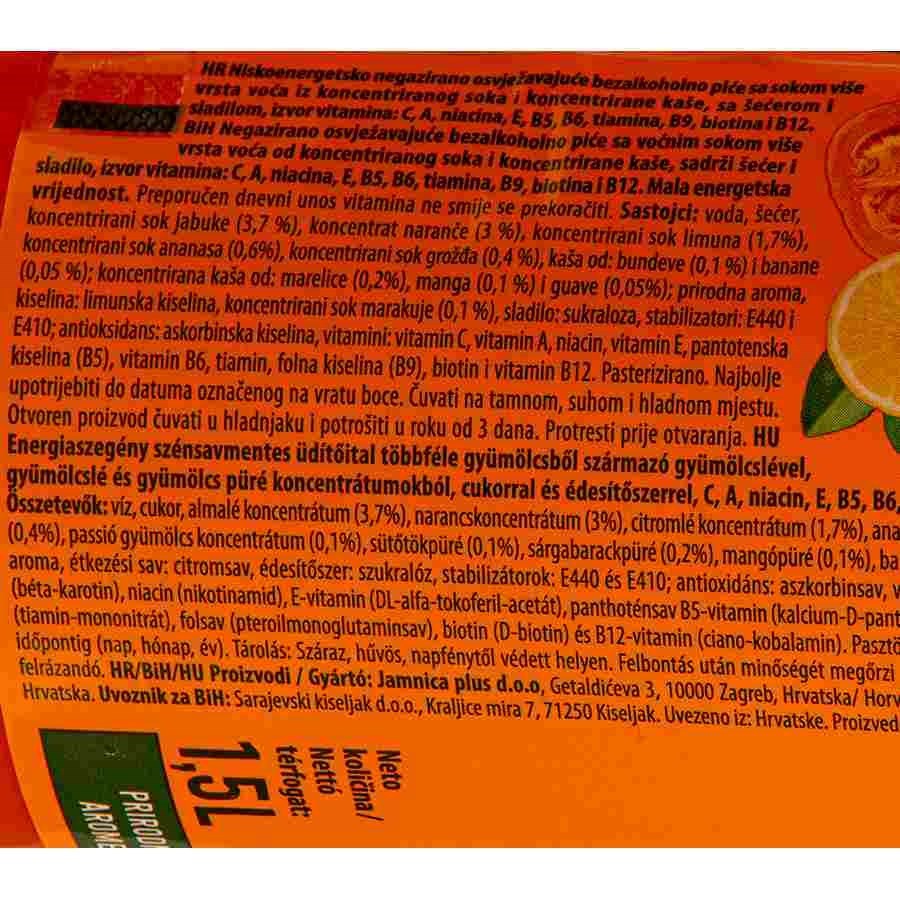 HR Niskoenergetsko negazirano osvježavajuće bezalkoholno piće sa sokom više
vrsta voća iz koncentriranog soka i koncentrirane kaše, sa šećerom i
sladilom, izvor vitamina: C, A, niacina, E, B5, B6, tiamina, B9, biotina i B12.
BiH Negazirano osvježavajuće bezalkoholno piće sa voćnim sokom više
vrsta voća od koncentriranog soka i koncentrirane kaše, sadrži šećer i
sladilo, izvor vitamina: C, A, niacina, E, B5, B6, tiamina, B9, biotina i B12. Mala energetska
vrijednost. Preporučen dnevni unos vitamina ne smije se prekoračiti. Sastojci: voda, šećer,
koncentrirani sok jabuke (3,7 %), koncentrat naranče (3 %), koncentrirani sok limuna (1,7%),
koncentrirani sok ananasa (0,6%), koncentrirani sok grožđa (0,4 %), kaša od: bundeve (0,1 %) i banane
(0,05 %); koncentrirana kaša od: marelice (0,2%), manga (0,1 %) i guave (0,05%); prirodna aroma,
kiselina: limunska kiselina, koncentrirani sok marakuje (0,1 %), sladilo: sukraloza, stabilizatori: E440 i
E410; antioksidans: askorbinska kiselina, vitamini: vitamin C, vitamin A, niacin, vitamin E, pantotenska
kiselina (B5), vitamin B6, tiamin, folna kiselina (B9), biotin i vitamin B12. Pasterizirano. Najbolje
upotrijebiti do datuma označenog na vratu boce. Čuvati na tamnom, suhom i hladnom mjestu.
Otvoren proizvod čuvati u hladnjaku i potrošiti u roku od 3 dana. Protresti prije otvaranja. HU
Energiaszegény szénsavmentes üdítőital többféle gyümölcsből származó gyümölcslével,
gyümölcslé és gyümölcs püré koncentrátumokból, cukorral és édesítőszerrel, C, A, niacin, E, B5, B6,
Összetevők: víz, cukor, almalé koncentrátum (3,7%), narancskoncentrátum (3%), citromlé koncentrátum (1,7%), ana
(0,4%), passió gyümölcs koncentrátum (0,1%), sütőtökpüré (0,1%), sárgabarackpüré (0,2%), mangópüré (0,1%), ba
aroma, étkezési sav: citromsav, édesítőszer: szukralóz, stabilizátorok: E440 és E410; antioxidáns: aszkorbinsav, v
(béta-karotin), niacin (nikotinamid), E-vitamin (DL-alfa-tokoferil-acetát), panthoténsav B5-vitamin (kalcium-D-pant
(tiamin-mononitrát), folsav (pteroilmonoglutaminsav), biotin (D-biotin) és B12-vitamin (ciano-kobalamin). Pasztő
időpontig (nap, hónap, év). Tárolás: Száraz, hűvös, napfénytől védett helyen. Felbontás után minőségét megőrzi
felrázandó. HR/BiH/HU Proizvodi / Gyártó: Jamnica plus d.o.o, Getaldićeva 3, 10000 Zagreb, Hrvatska/ Horv
Hrvatska. Uvoznik za BiH: Sarajevski kiseljak d.o.o., Kraljice mira 7, 71250 Kiseljak. Uvezeno iz: Hrvatske. Proizved
Neto
količina /
Nettó
térfogat:
1,5L
PRIROD
AROME